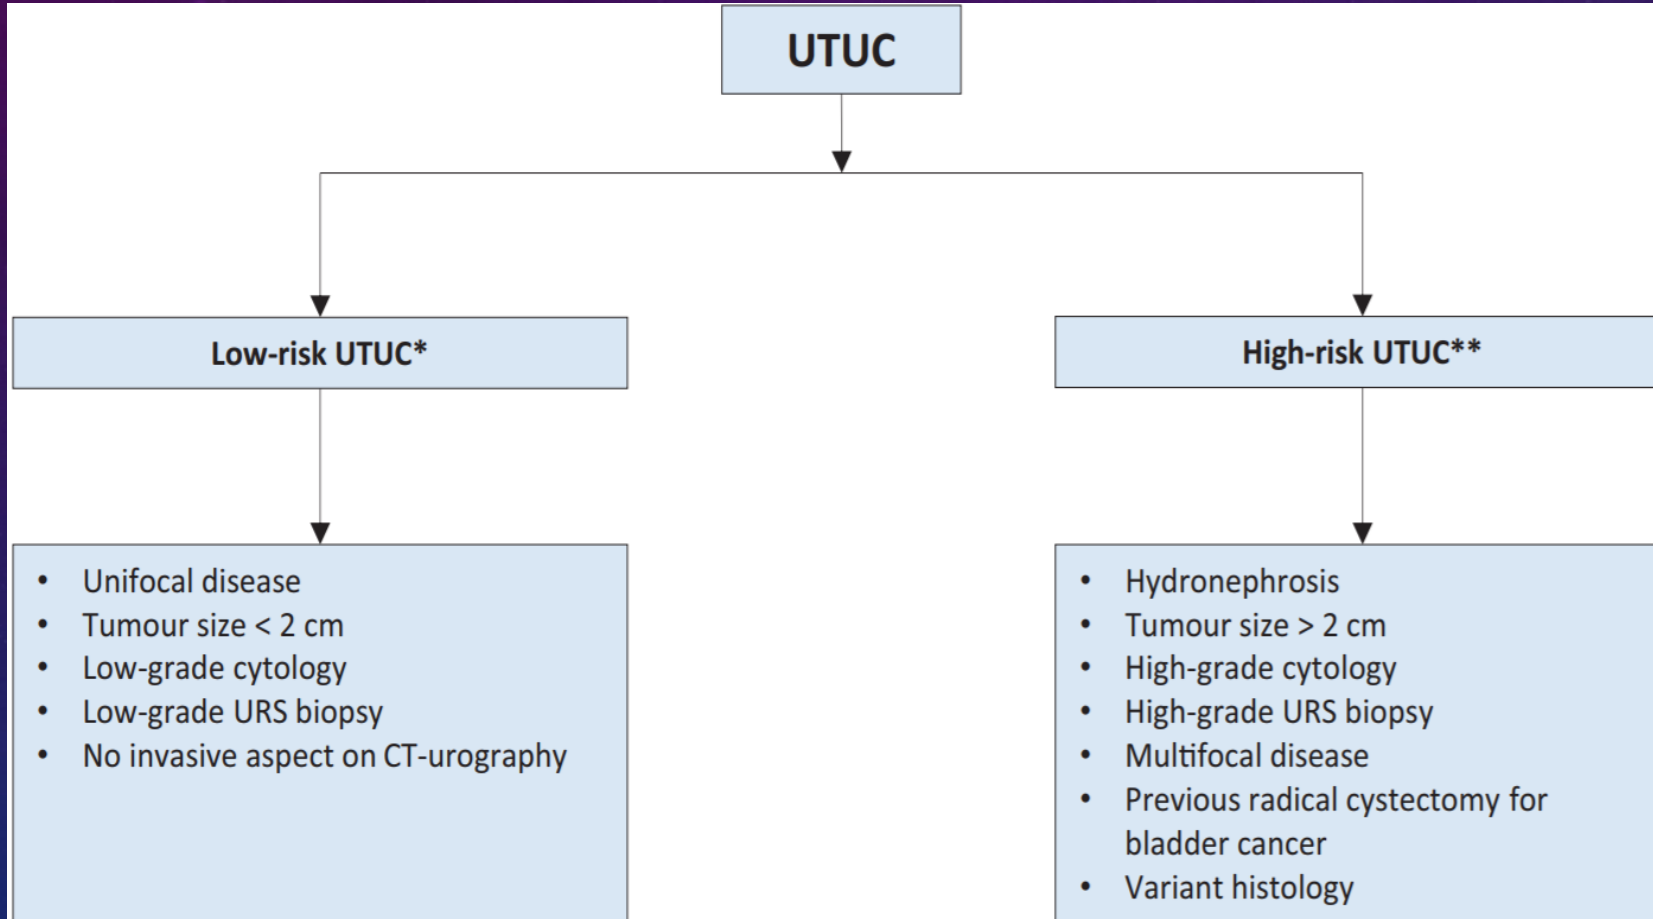 UTUC
Low-risk UTUC*
High-risk UTUC**
• Unifocal disease
• Tumour size < 2 cm
• Low-grade cytology
• Low-grade URS biopsy
• No invasive aspect on CT-urography
• Hydronephrosis
• Tumour size > 2 cm
• High-grade cytology
• High-grade URS biopsy
• Multifocal disease
• Previous radical cystectomy for
bladder cancer
• Variant histology